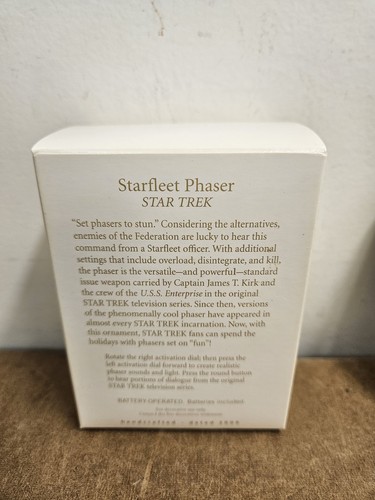 Starfleet Phaser
STAR TREK
"Set phasers to stun." Considering the alternatives,
enemies of the Federation are lucky to hear this
command from a Starfleet officer. With additional
settings that include overload, disintegrate, and kill,
the phaser is the versatile—and powerful—standard
issue weapon carried by Captain James T. Kirk and
the crew of the U.S.S. Enterprise in the original
STAR TREK television series. Since then, versions
of the phenomenally cool phaser have appeared in
almost every STAR TREK incarnation. Now, with
this ornament, STAR TREK fans can spend the
holidays with phasers set on "fun"!
Rotate the right activation dial; then press the
left activation dial forward to create realistic
phaser sounds and light. Press the round button
to hear portions of dialogue from the original
STAR TREK television series.
BATTERY-OPERATED. Batteries included.